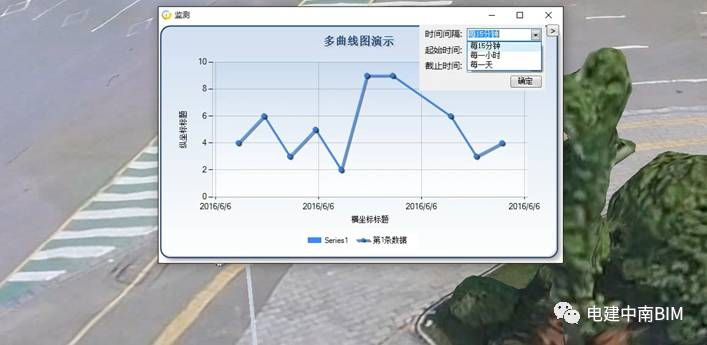 监测
多曲线图演示
时间间隔: 每15分钟
每15分钟
每一小时
每一天
起始时间:
截止时间:
确定
>
纵坐标标题
10
8
6
4
2
0
2016/6/6 2016/6/6 2016/6/6 2016/6/6
横坐标标题
Series1 第1条数据
电建中南BIM